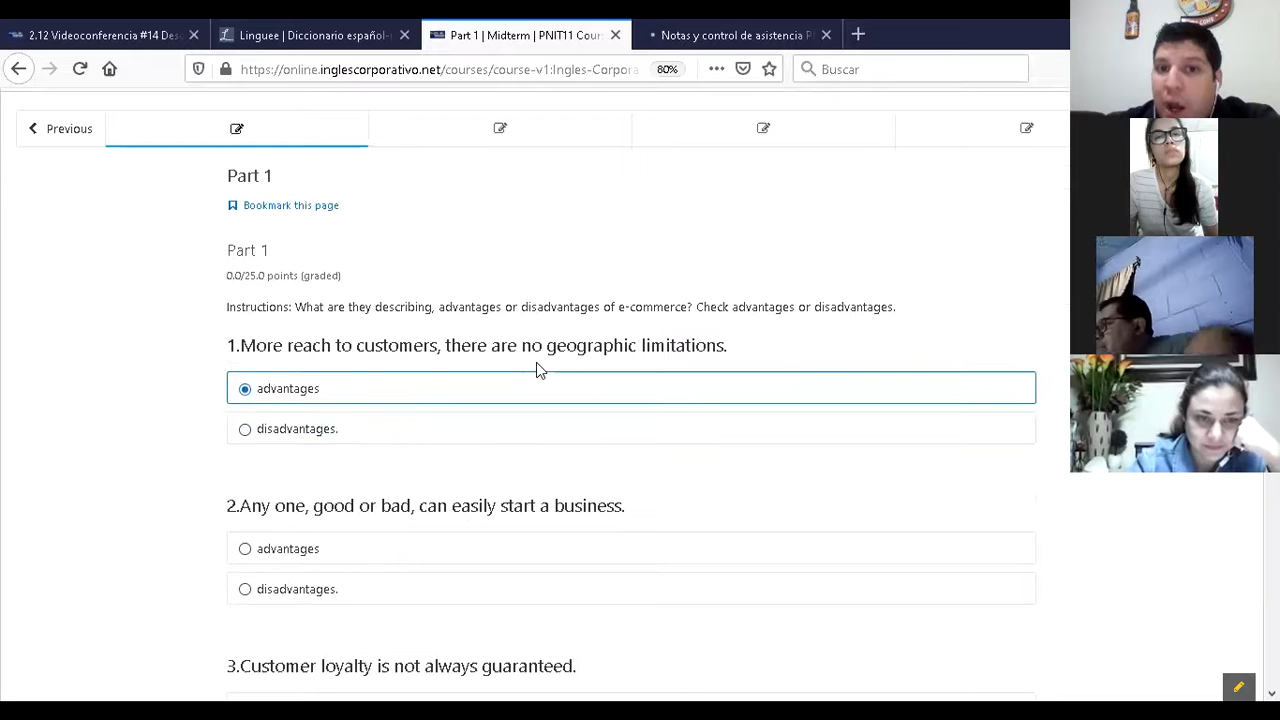 2.12 Videoconferencia #14 Des
Linguee | Diccionario español-
Part 1 | Midterm | PNIT11 Cour
Notas y control de asistencia P
https://online.inglescorporativo.net/courses/course-v1:Ingles-Corpora
80%
Buscar
Previous
Part 1
Bookmark this page
Part 1
0.0/25.0 points (graded)
Instructions: What are they describing, advantages or disadvantages of e-commerce? Check advantages or disadvantages.
1.More reach to customers, there are no geographic limitations.
advantages
disadvantages.
2.Any one, good or bad, can easily start a business.
advantages
disadvantages.
3.Customer loyalty is not always guaranteed.